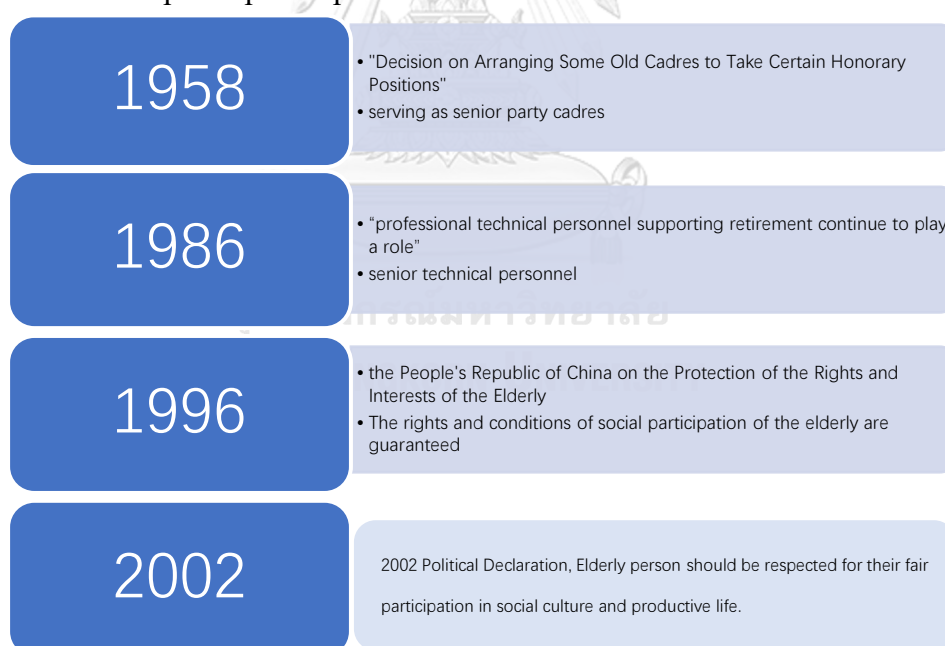 1958
• "Decision on Arranging Some Old Cadres to Take Certain Honorary
Positions"
• serving as senior party cadres
1986
• “professional technical personnel supporting retirement continue to play
a role”
• senior technical personnel
1996
• the People's Republic of China on the Protection of the Rights and
Interests of the Elderly
• The rights and conditions of social participation of the elderly are
guaranteed
2002
2002 Political Declaration, Elderly person should be respected for their fair
participation in social culture and productive life.